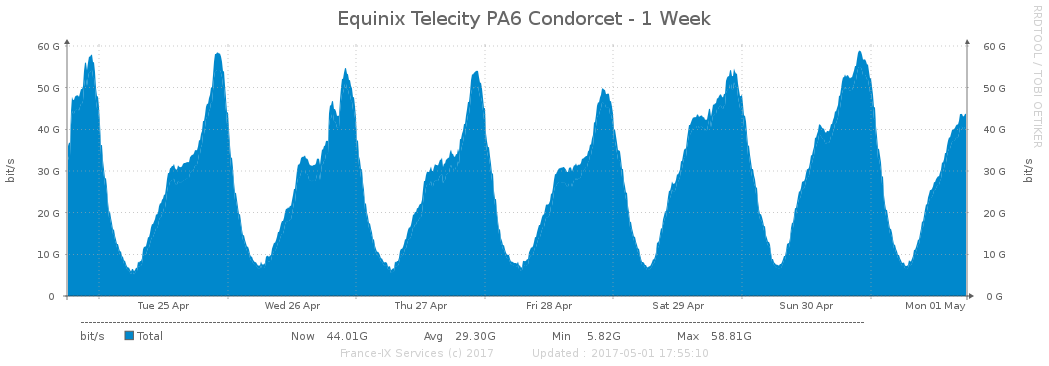 Equinix Telecity PA6 Condorcet - 1 Week
RRDTOOL / TOBI OETIKER
60 G 60 G
50 G 50 G
40 G 40 G
30 G 30 G
20 G 20 G
10 G 10 G
0 0 G
bit/s bit/s
Tue 25 Apr Wed 26 Apr Thu 27 Apr Fri 28 Apr Sat 29 Apr Sun 30 Apr Mon 01 May
bit/s Total Now 44.01G Avg 29.30G Min 5.82G Max 58.81G
France-IX Services (c) 2017 Updated : 2017-05-01 17:55:10